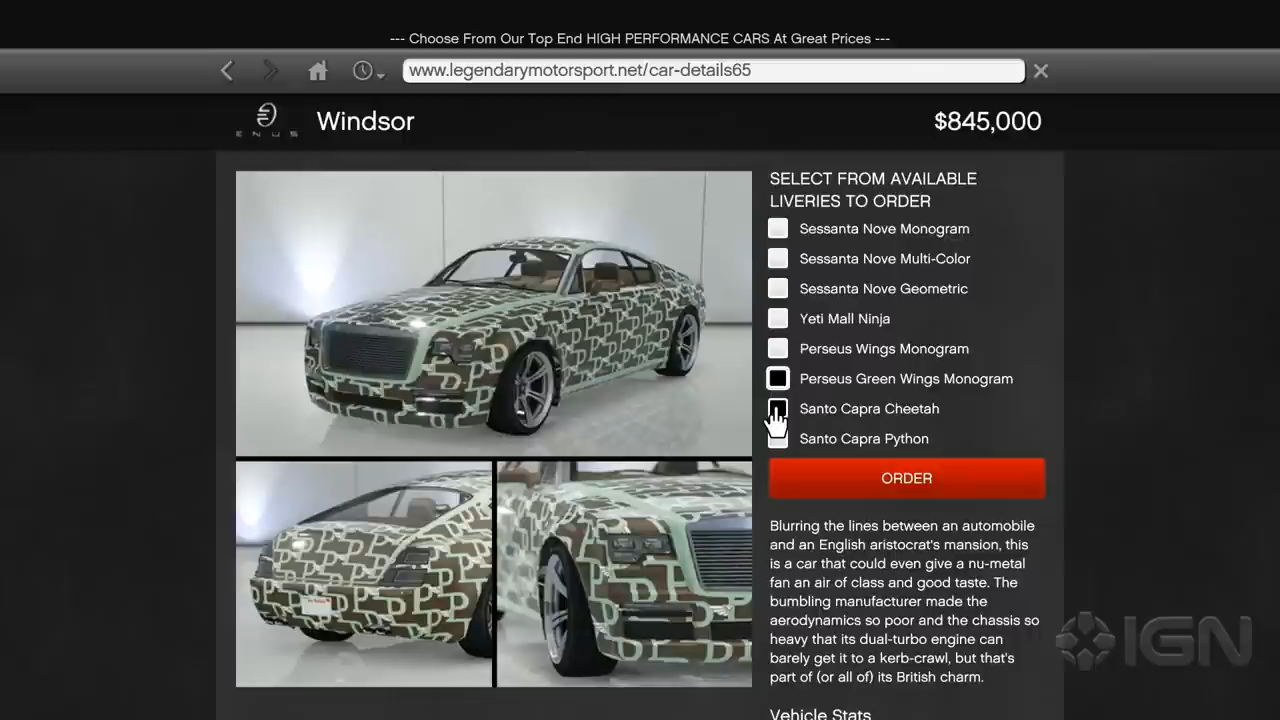 --- Choose From Our Top End HIGH PERFORMANCE CARS At Great Prices ---
www.legendarymotorsport.net/car-details65
ENUS
Windsor
$845,000
SELECT FROM AVAILABLE
LIVERIES TO ORDER
Sessanta Nove Monogram
Sessanta Nove Multi-Color
Sessanta Nove Geometric
Yeti Mall Ninja
Perseus Wings Monogram
Perseus Green Wings Monogram
Santo Capra Cheetah
Santo Capra Python
ORDER
Blurring the lines between an automobile
and an English aristocrat's mansion, this
is a car that could even give a nu-metal
fan an air of class and good taste. The
bumbling manufacturer made the
aerodynamics so poor and the chassis so
heavy that its dual-turbo engine can
barely get it to a kerb-crawl, but that's
part of (or all of) its British charm.
Vehicle Stats
IGN